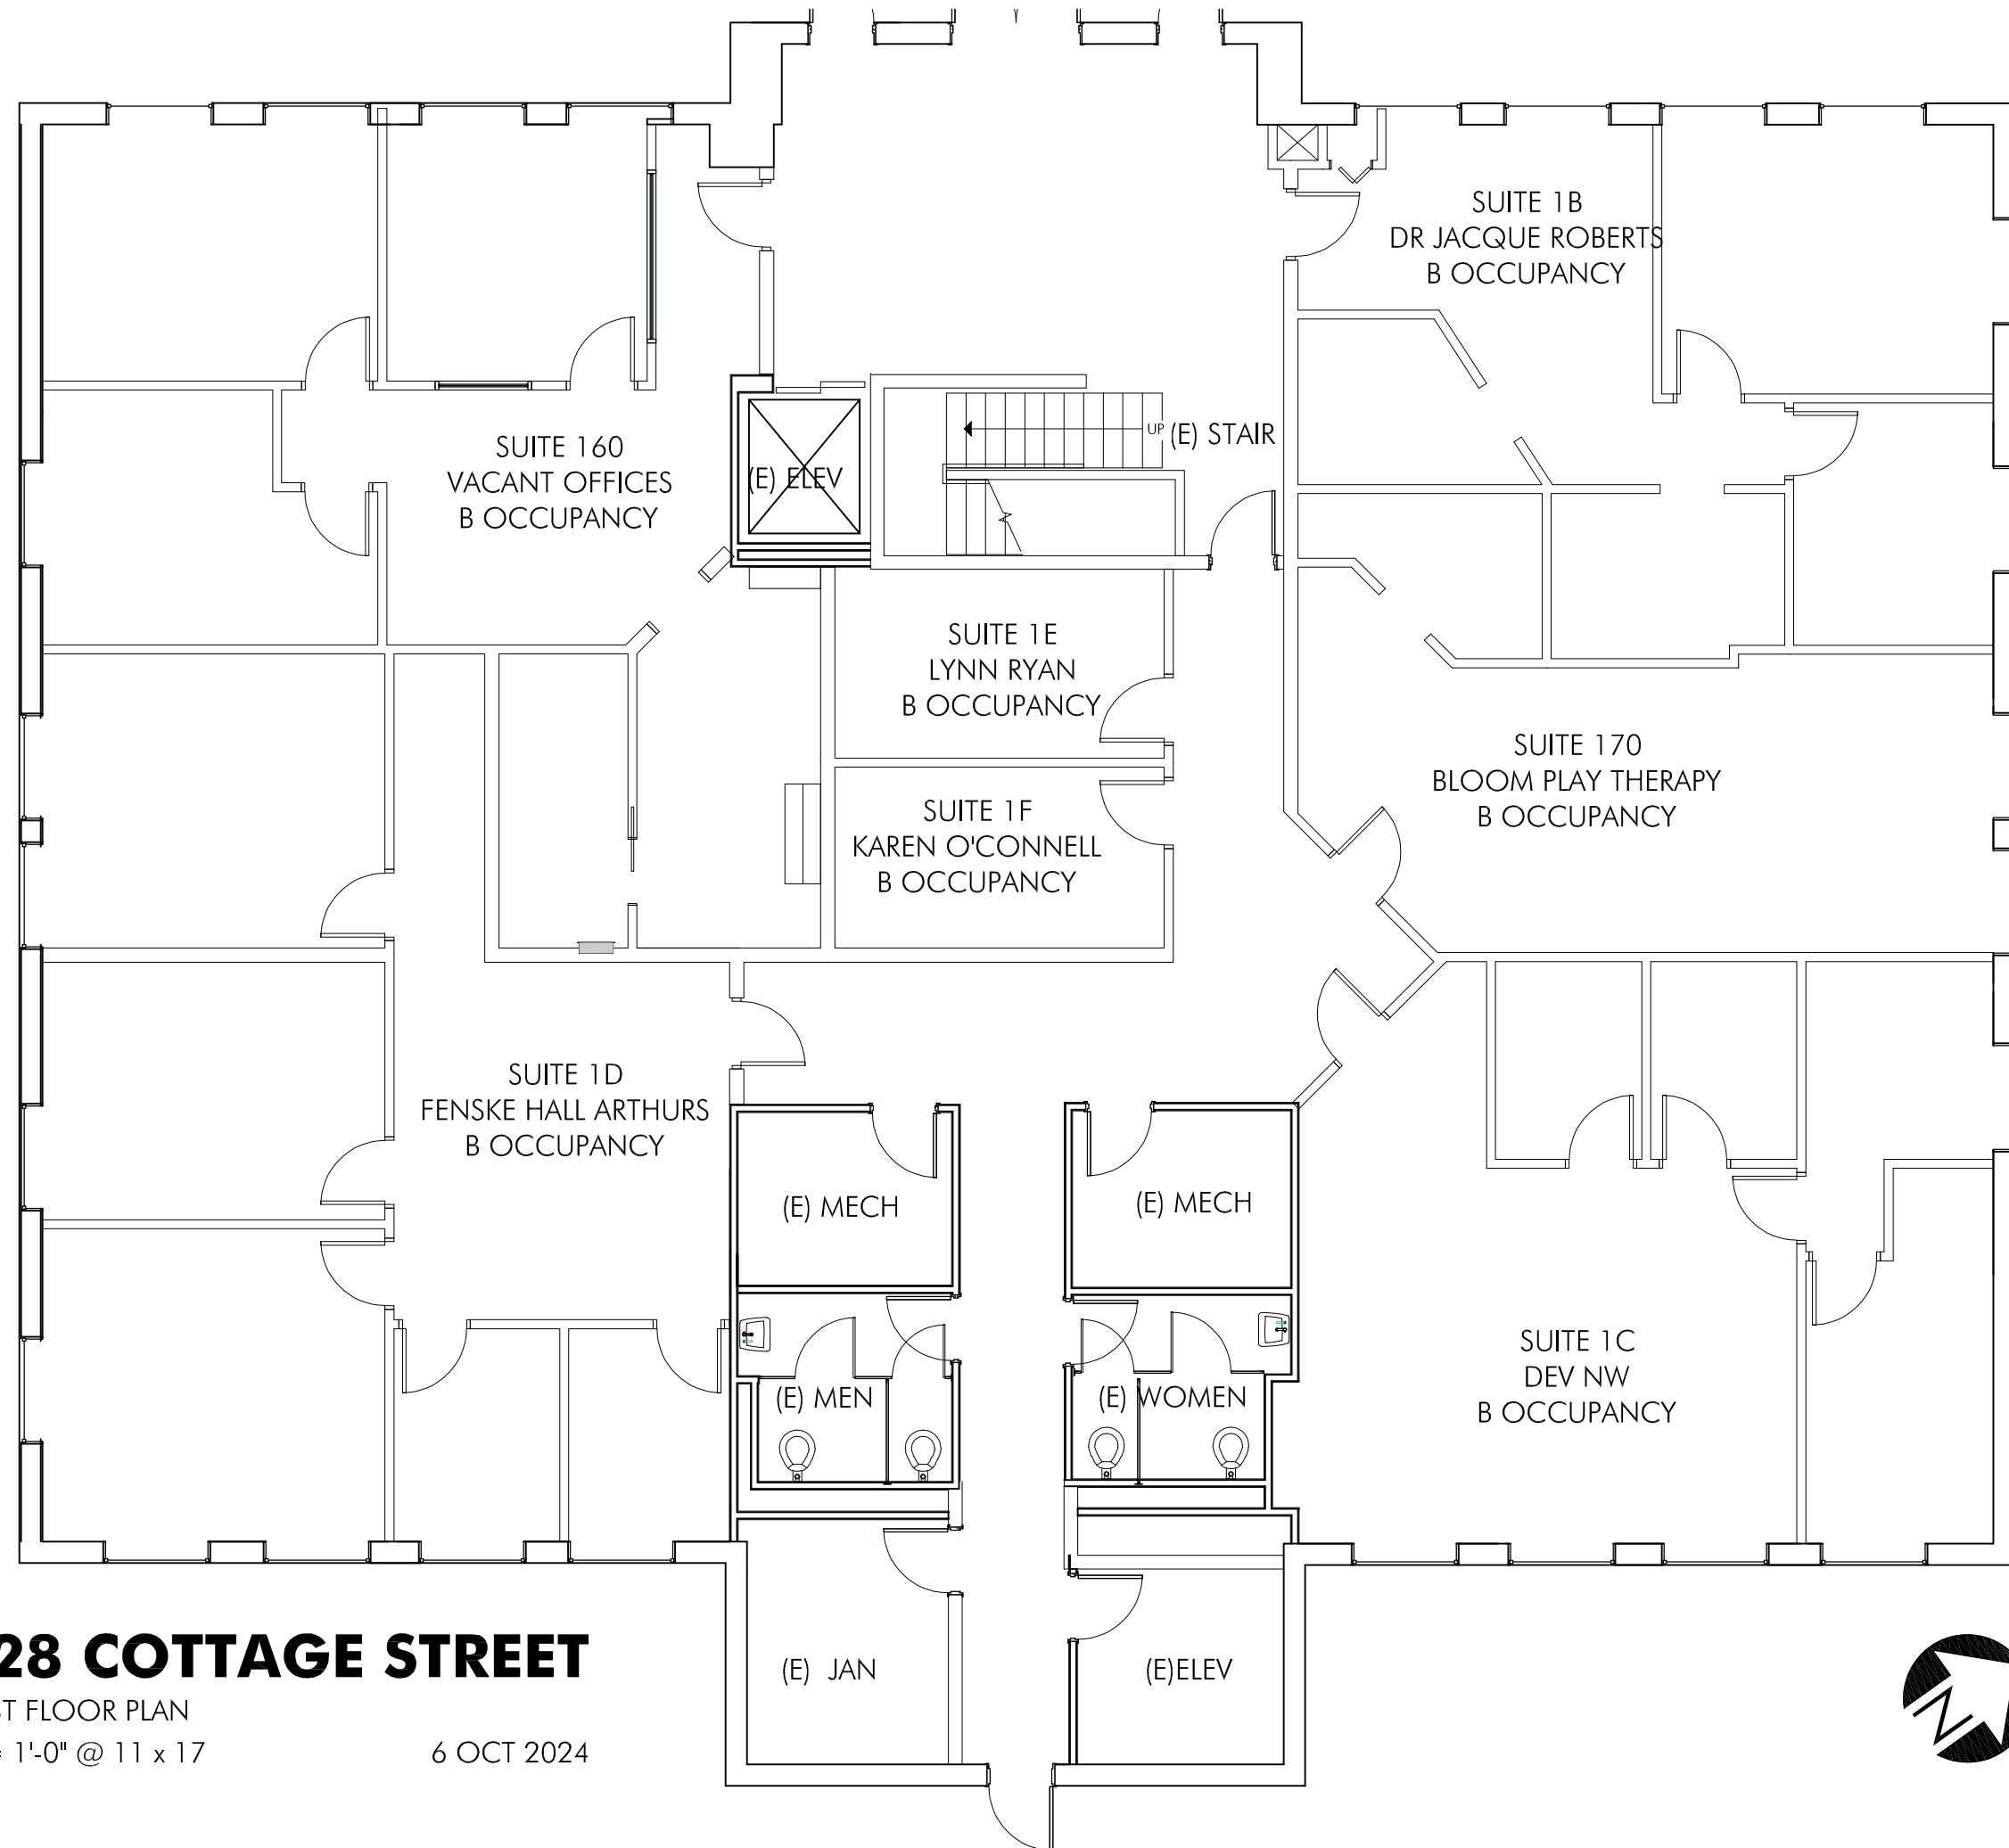 SUITE 1B
DR JACQUE ROBERTS
B OCCUPANCY
SUITE 160
VACANT OFFICES
B OCCUPANCY
(E) ELEV
UP
(E) STAIR
SUITE 1E
LYNN RYAN
B OCCUPANCY
SUITE 170
BLOOM PLAY THERAPY
B OCCUPANCY
SUITE 1F
KAREN O'CONNELL
B OCCUPANCY
SUITE 1D
FENSKE HALL ARTHURS
B OCCUPANCY
(E) MECH
(E) MECH
SUITE 1C
DEV NW
B OCCUPANCY
(E) MEN
(E) WOMEN
(E) JAN
(E)ELEV
28 COTTAGE STREET
T FLOOR PLAN
= 1'-0" @ 11 x 17
6 OCT 2024
N